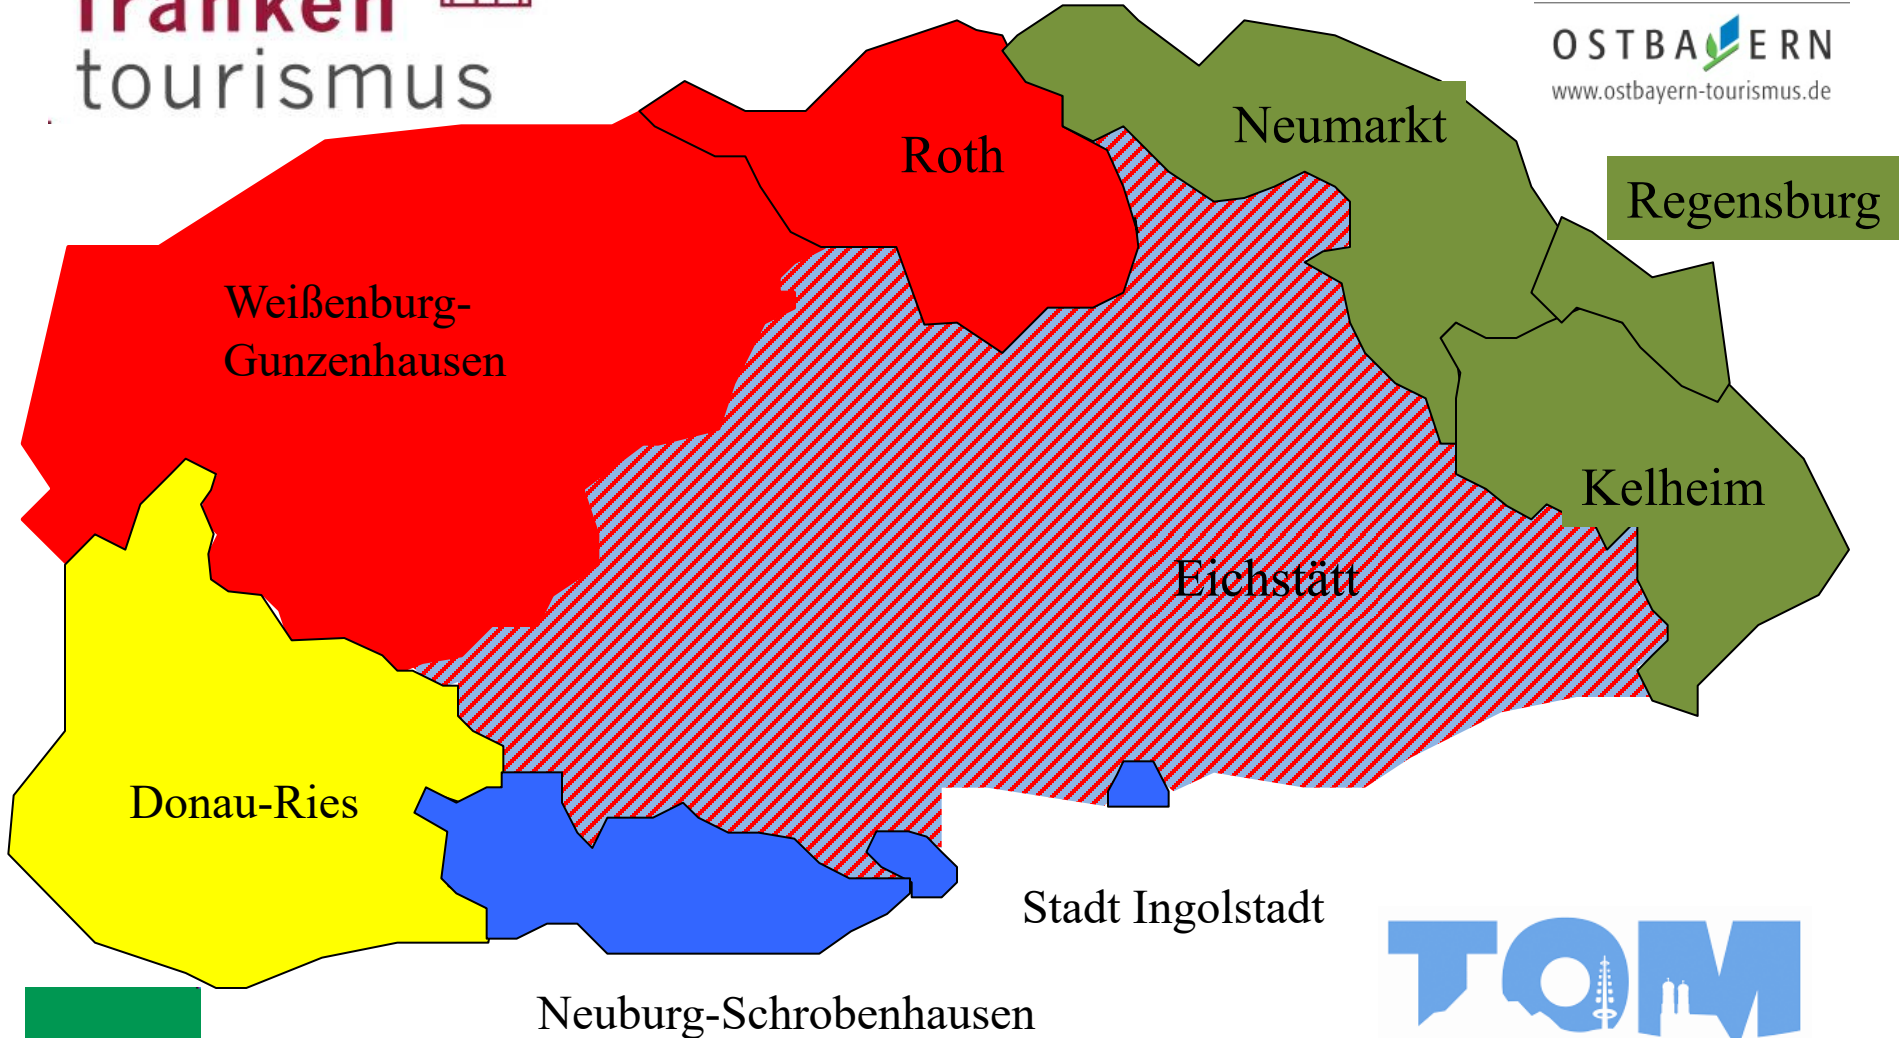 franken
tourismus
OSTBAYERN
www.ostbayern-tourismus.de
Neumarkt
Roth
Regensburg
Weißenburg-
Gunzenhausen
Kelheim
Eichstätt
Donau-Ries
Stadt Ingolstadt
Neuburg-Schrobenhausen
TOM